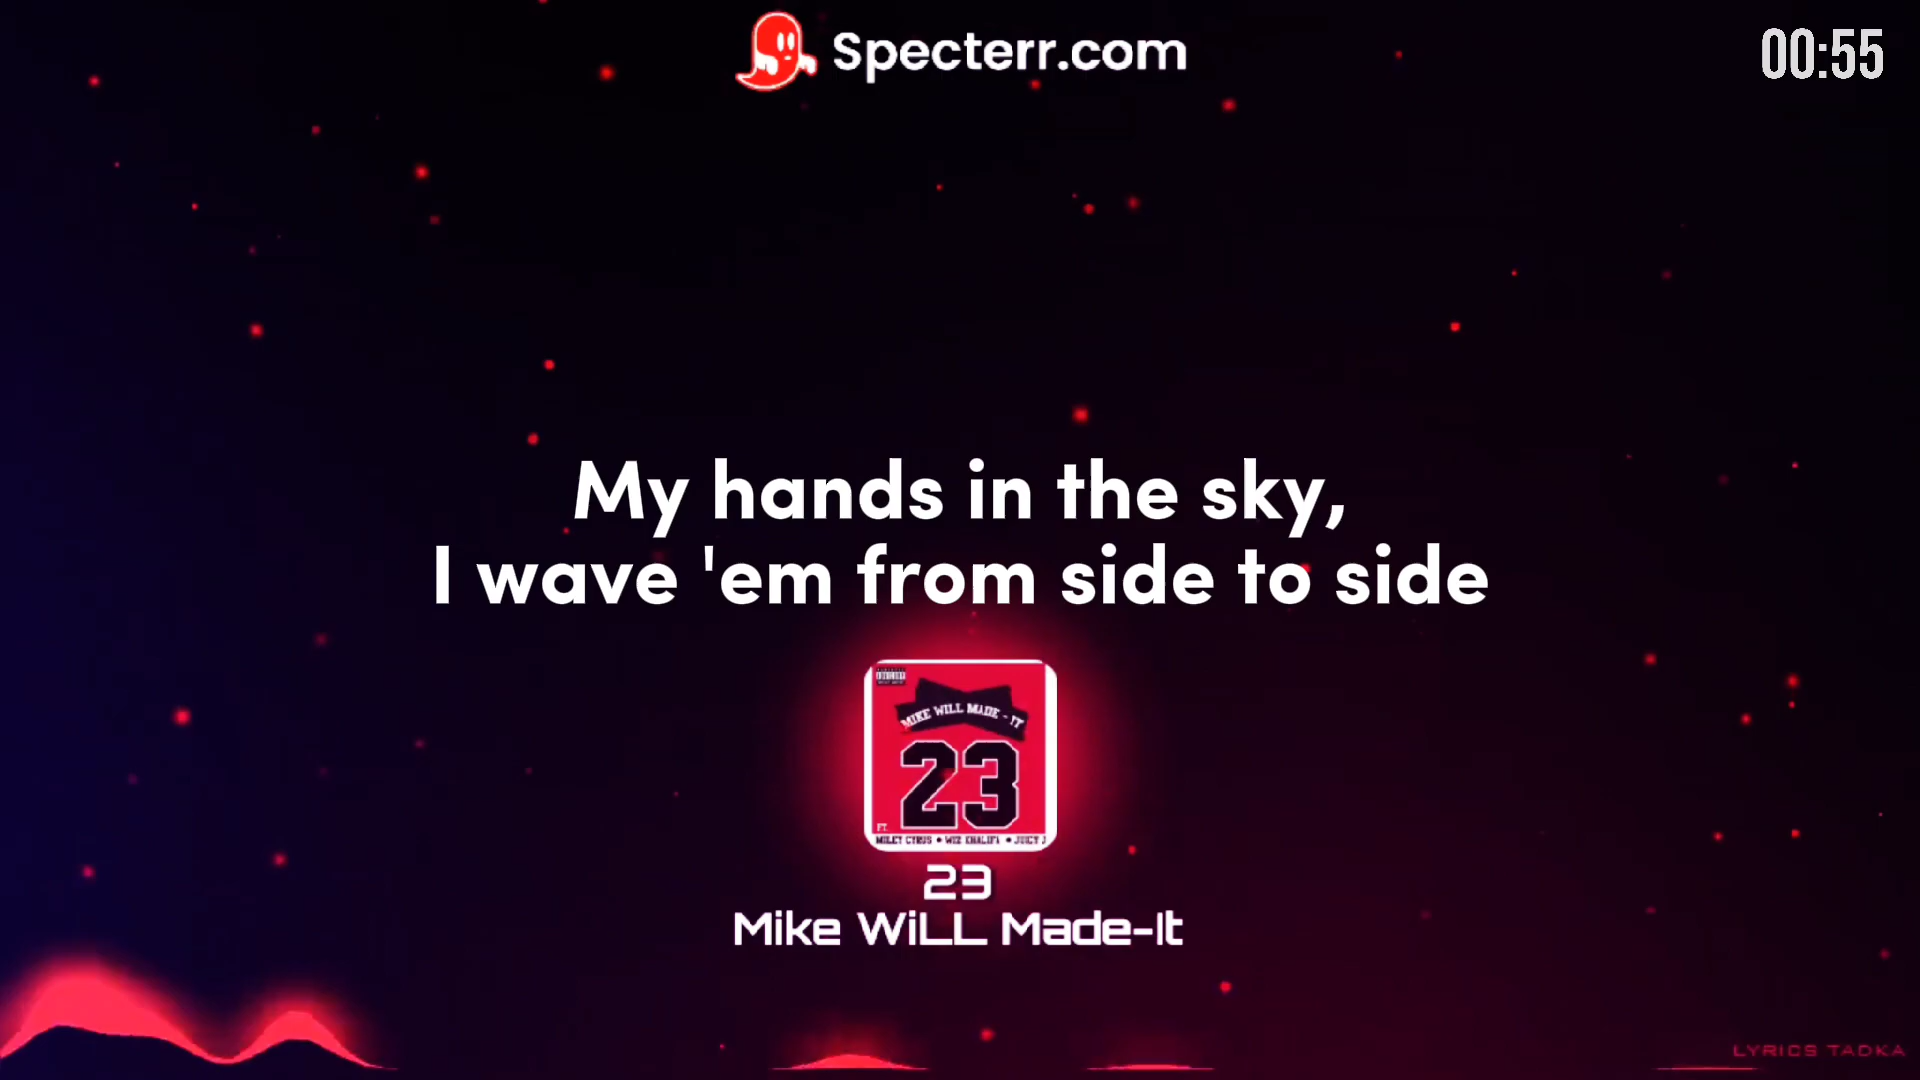 Specterr.com
00:55
My hands in the sky,
I wave 'em from side to side
MIKE WILL MADE-IT
23
FT.
MILEY CYRUS • WIZ KHALIFA • JUICY J
23
Mike WiLL Made-It
LYRICS TADKA